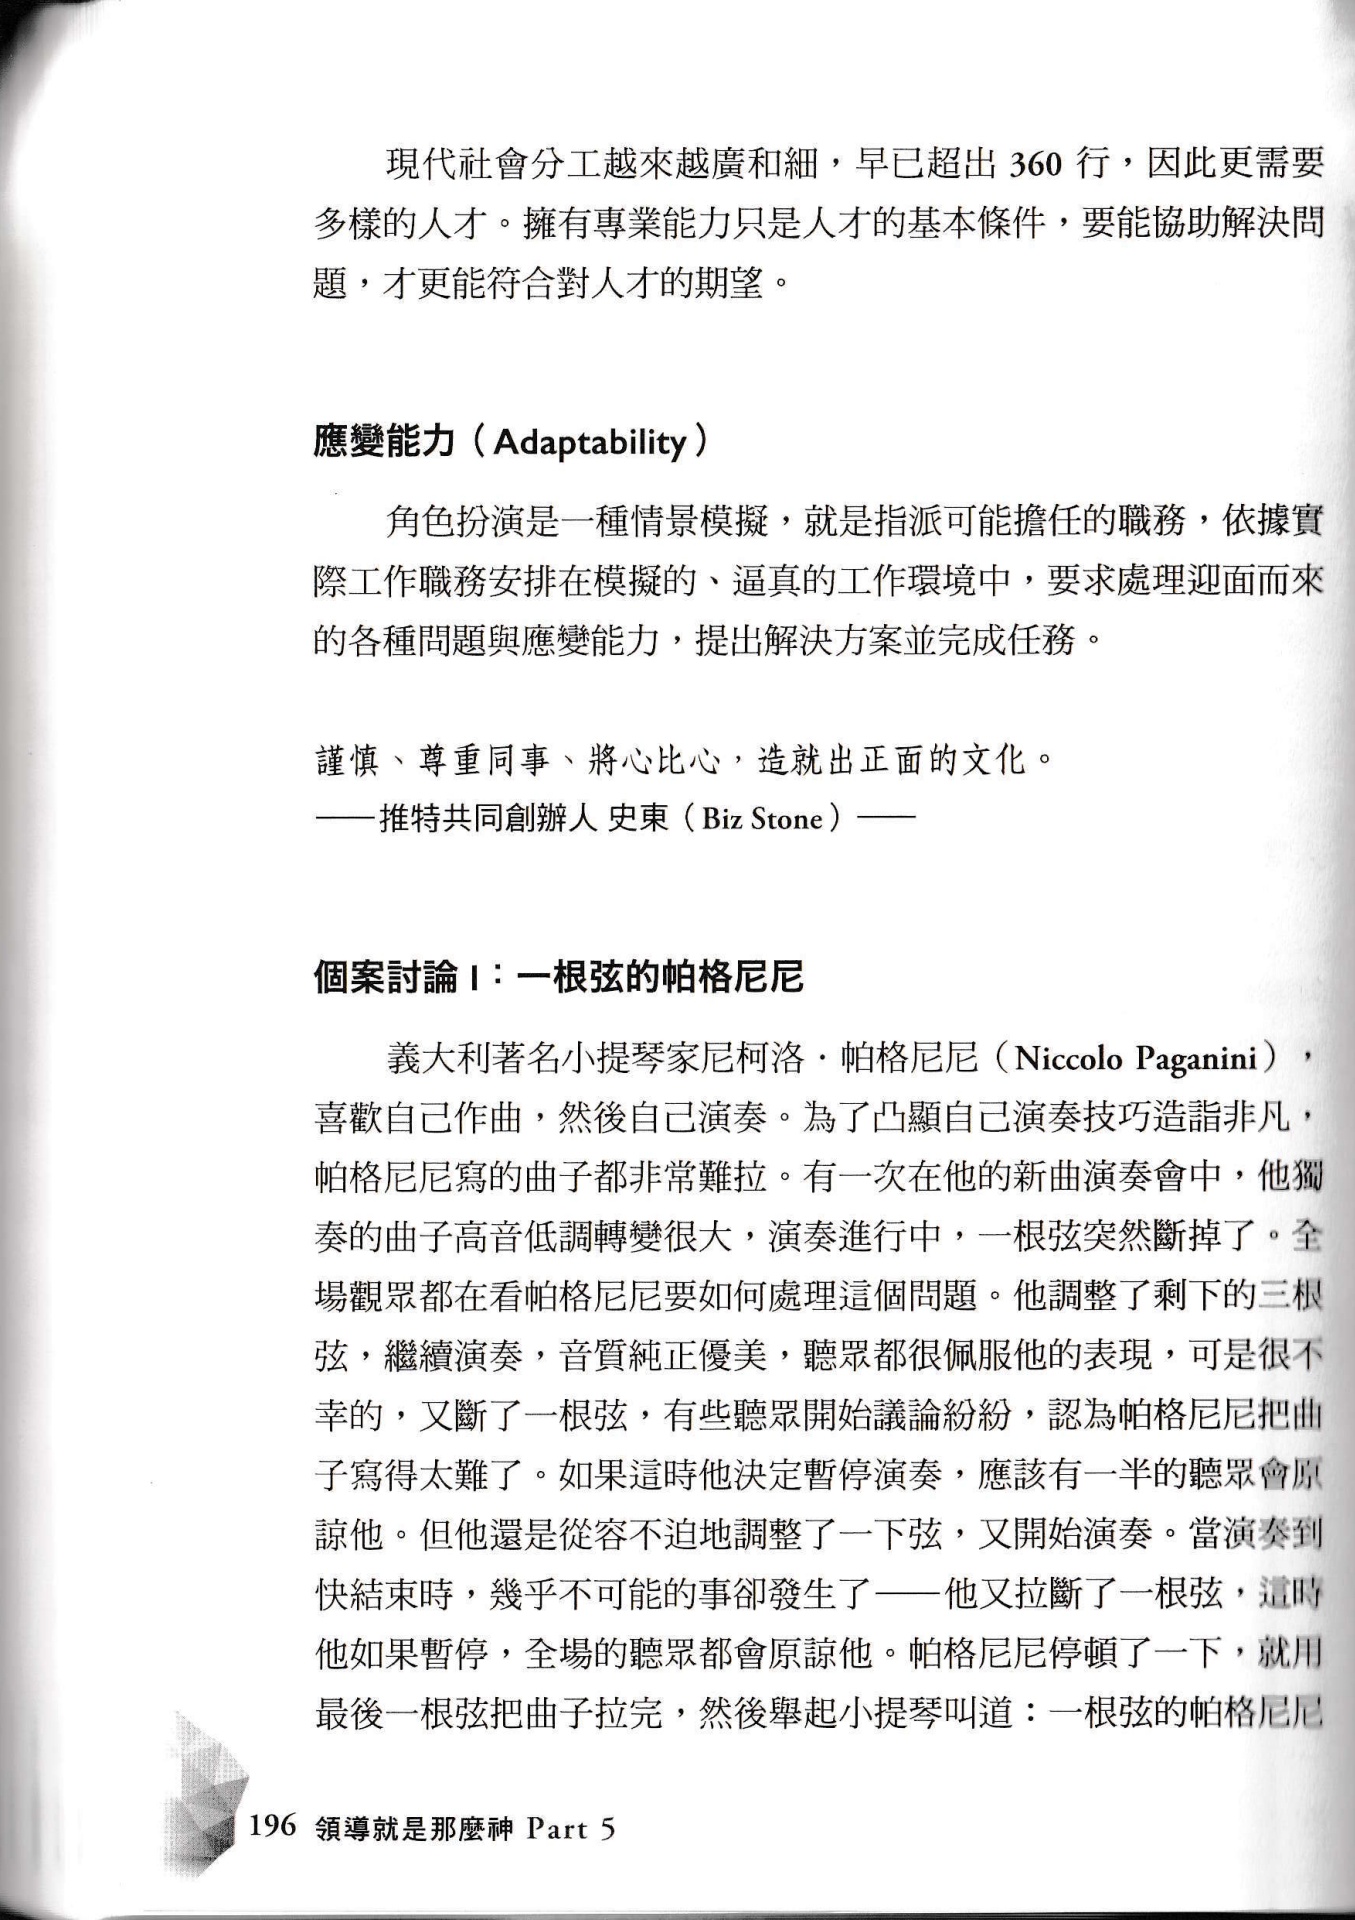 現代社會分工越來越廣和細，早已超出 360 行，因此更需要
多樣的人才。擁有專業能力只是人才的基本條件，要能協助解決問
題，才更能符合對人才的期望。
應變能力（Adaptability）
角色扮演是一種情景模擬，就是指派可能擔任的職務，依據實
際工作職務安排在模擬的、逼真的工作環境中，要求處理迎面而來
的各種問題與應變能力，提出解決方案並完成任務。
謹慎、尊重同事、將心比心，造就出正面的文化。
——推特共同創辦人 史東（Biz Stone）——
個案討論 I：一根弦的帕格尼尼
義大利著名小提琴家尼柯洛．帕格尼尼（Niccolo Paganini），
喜歡自己作曲，然後自己演奏。為了凸顯自己演奏技巧造詣非凡，
帕格尼尼寫的曲子都非常難拉。有一次在他的新曲演奏會中，他獨
奏的曲子高音低調轉變很大，演奏進行中，一根弦突然斷掉了。全
場觀眾都在看帕格尼尼要如何處理這個問題。他調整了剩下的三根
弦，繼續演奏，音質純正優美，聽眾都很佩服他的表現，可是很不
幸的，又斷了一根弦，有些聽眾開始議論紛紛，認為帕格尼尼把曲
子寫得太難了。如果這時他決定暫停演奏，應該有一半的聽眾會原
諒他。但他還是從容不迫地調整了一下弦，又開始演奏。當演奏到
快結束時，幾乎不可能的事卻發生了——他又拉斷了一根弦，這時
他如果暫停，全場的聽眾都會原諒他。帕格尼尼停頓了一下，就用
最後一根弦把曲子拉完，然後舉起小提琴叫道：一根弦的帕格尼尼
196 領導就是那麼神 Part 5